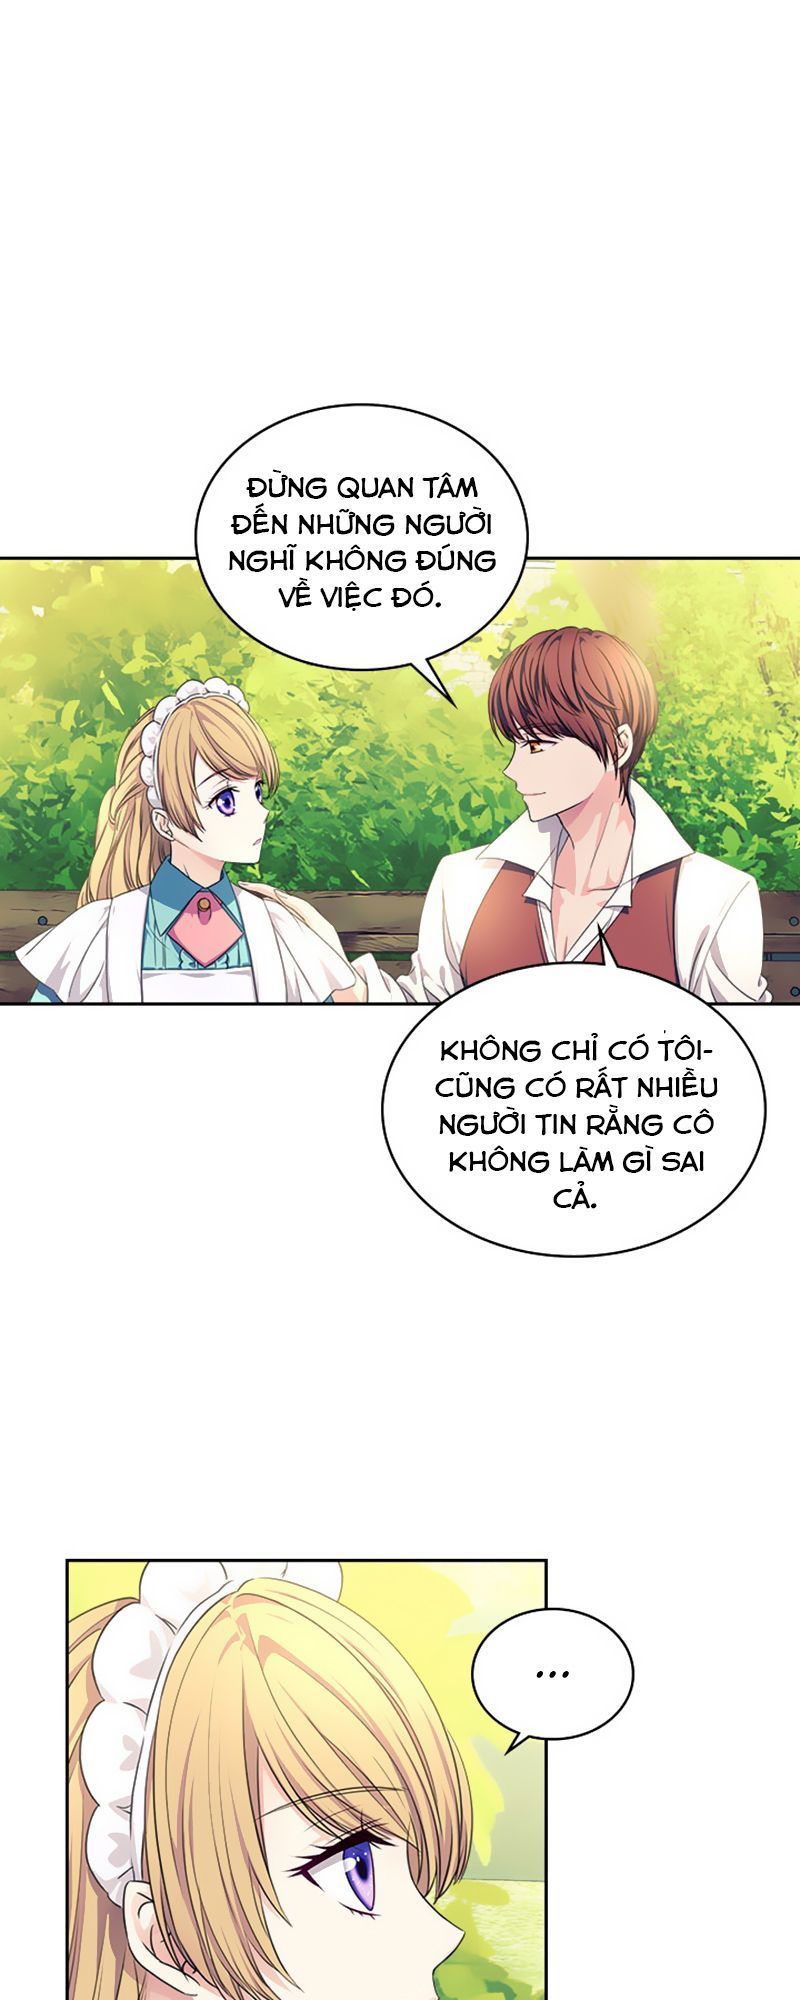 ĐỪNG QUAN TÂM
ĐẾN NHỮNG NGƯỜI
NGHĨ KHÔNG ĐÚNG
VỀ VIỆC ĐÓ.
KHÔNG CHỈ CÓ TÔI-
CŨNG CÓ RẤT NHIỀU
NGƯỜI TIN RẰNG CÔ
KHÔNG LÀM GÌ SAI
CẢ.
...